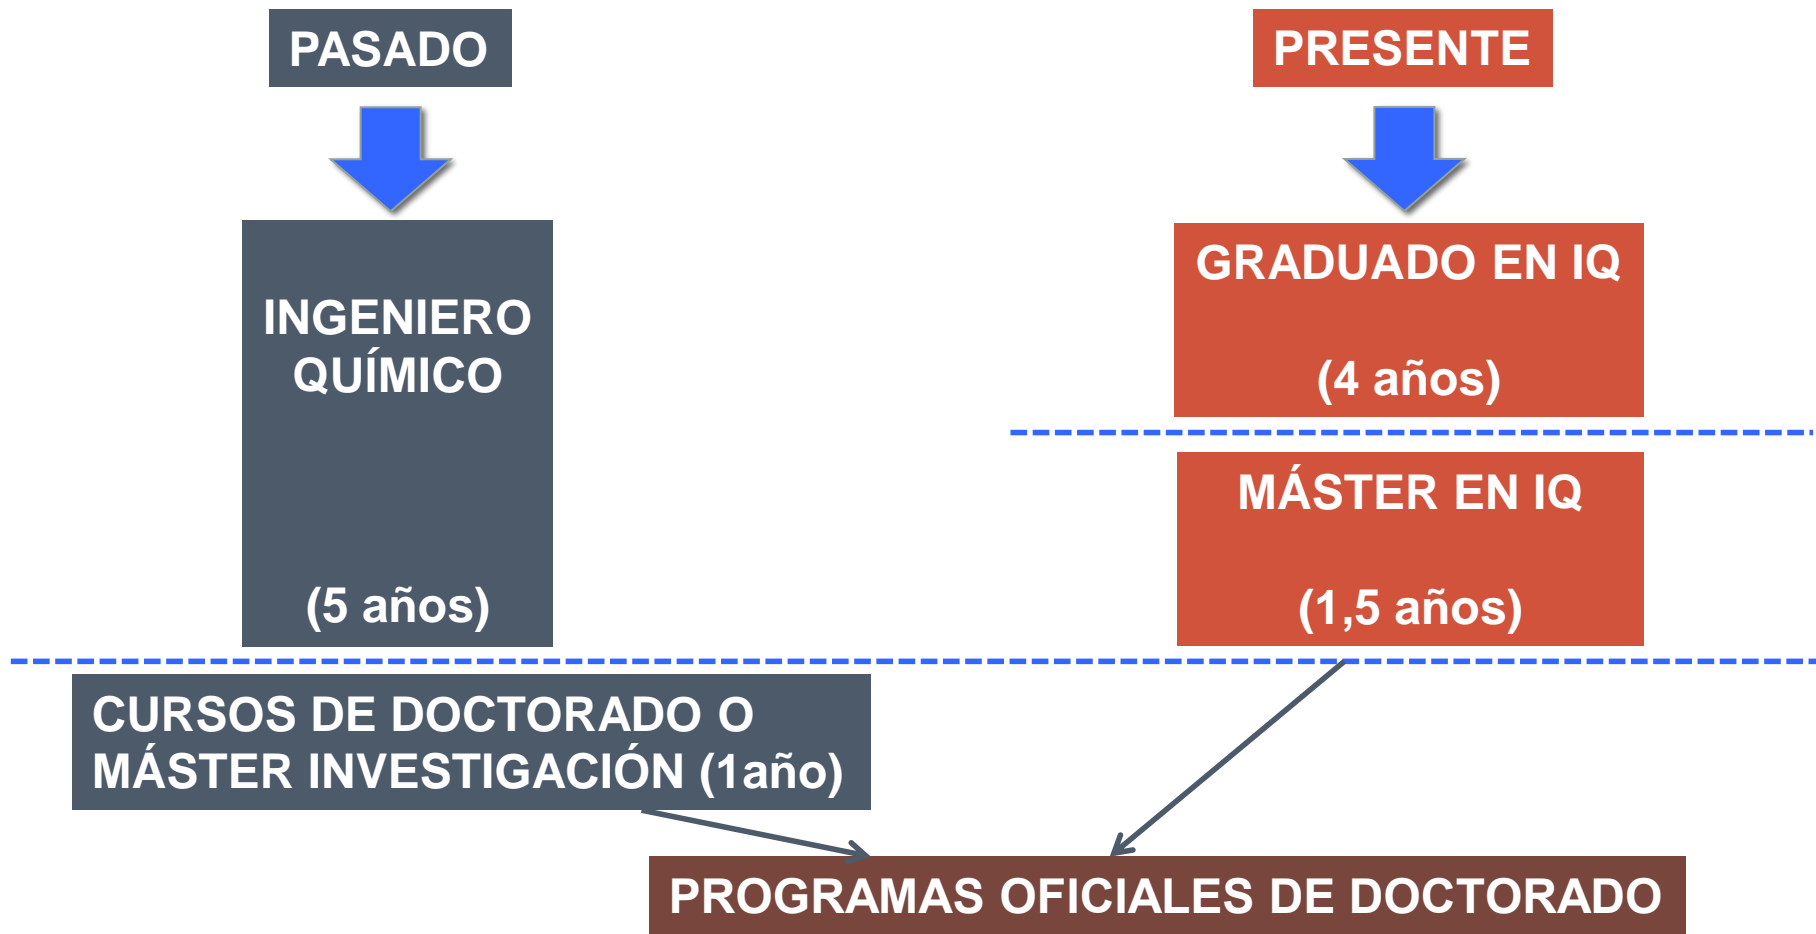 PASADO
INGENIERO
QUÍMICO
(5 años)
CURSOS DE DOCTORADO O
MÁSTER INVESTIGACIÓN (1año)
PRESENTE
GRADUADO EN IQ
(4 años)
MÁSTER EN IQ
(1,5 años)
PROGRAMAS OFICIALES DE DOCTORADO